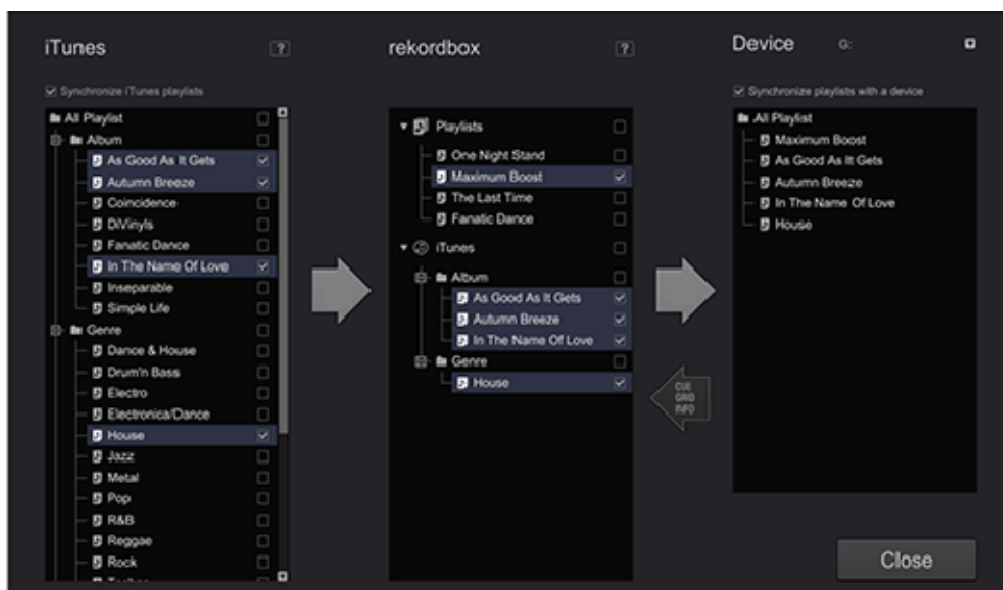 iTunes
?
Synchronize iTunes playlists
All Playlist
Album
As Good As It Gets
Autumn Breeze
Coincidence
DiVinyls
Fanatic Dance
In The Name Of Love
Inseparable
Simple Life
Genre
Dance & House
Drum'n Bass
Electro
Electronica/Dance
House
Jazz
Metal
Pop
R&B
Reggae
Rock
rekordbox
?
Playlists
One Night Stand
Maximum Boost
The Last Time
Fanatic Dance
iTunes
Album
As Good As It Gets
Autumn Breeze
In The Name Off Love
Genre
House
CUE
GRID
INFO
Device G:
Synchronize playlists with a device
All Playlist
Maximum Boost
As Good As Itt Gets
Autumn Breeze
In The Name Of Love
House
Close